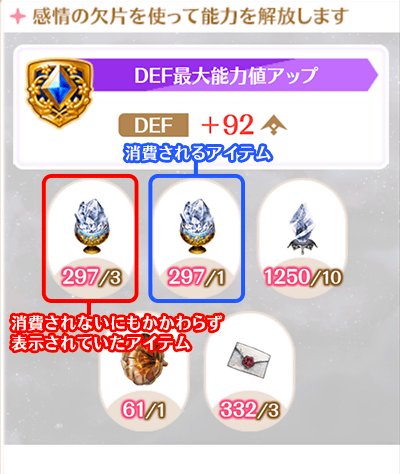 感情の欠片を使って能力を解放します
DEF最大能力値アップ
DEF +92
消費されるアイテム
297/3
297/1
1250/10
消費されないにもかかわらず
表示されていたアイテム
61/1
332/3